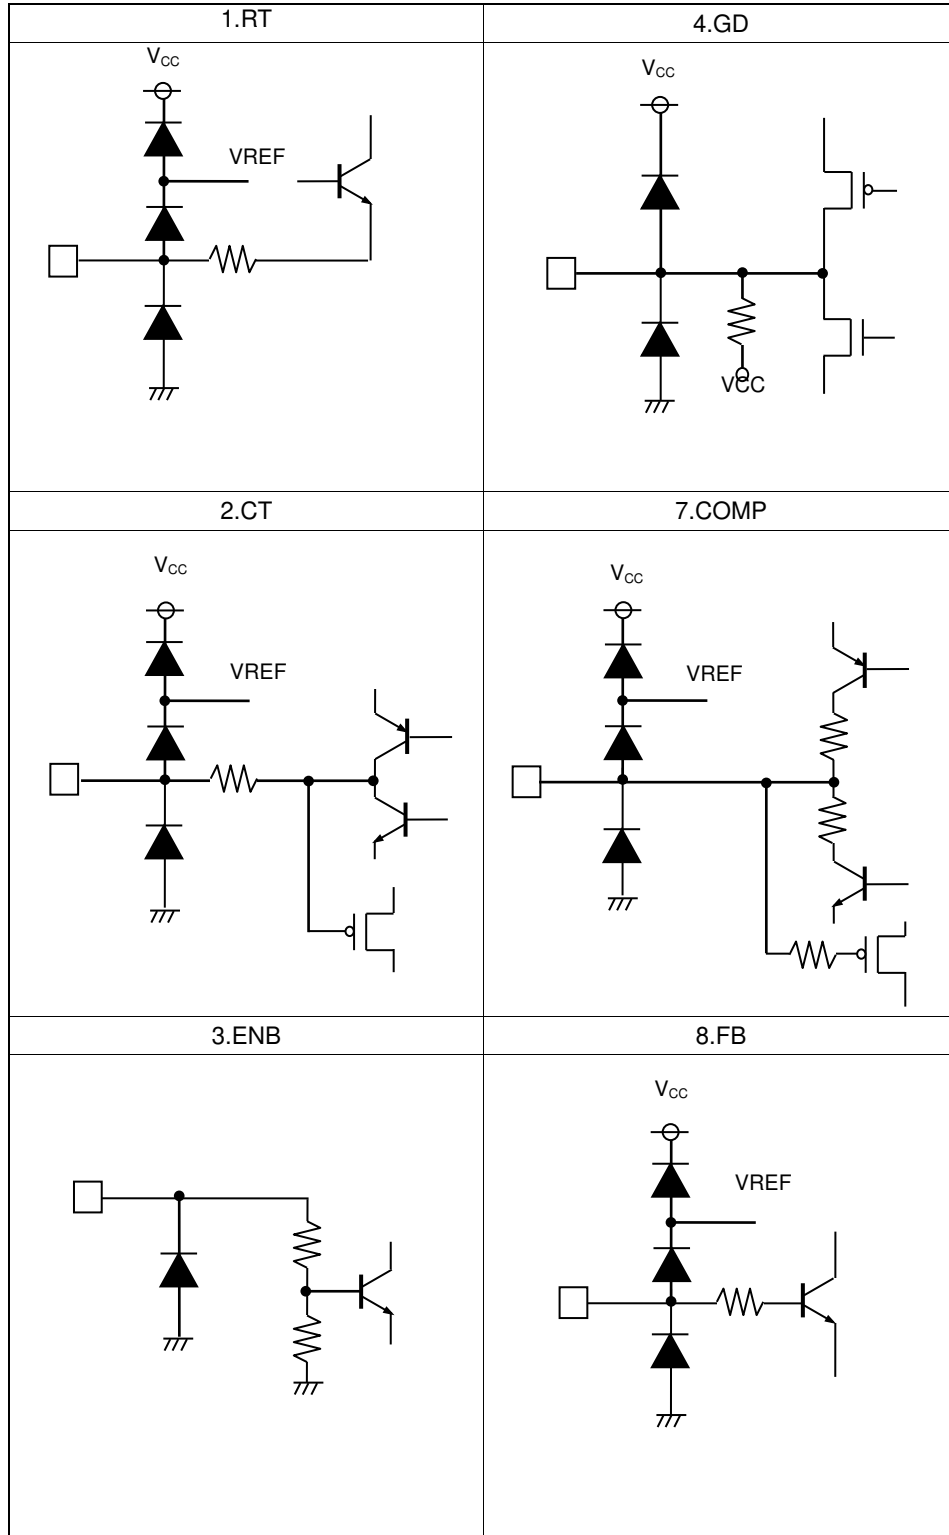 1.RT
4.GD
VCC
VREF
VCC
VCC
2.CT
7.COMP
VCC
VREF
VCC
VREF
3.ENB
8.FB
VCC
VREF